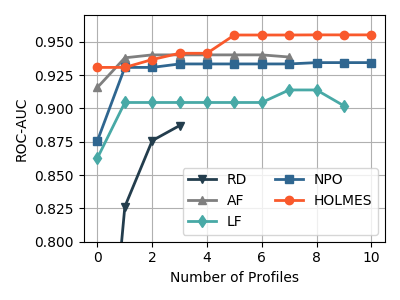 ROC-AUC
0.950
0.925
0.900
0.875
0.850
0.825
0.800
RD
AF
LF
NPO
HOLMES
0 2 4 6 8 10
Number of Profiles